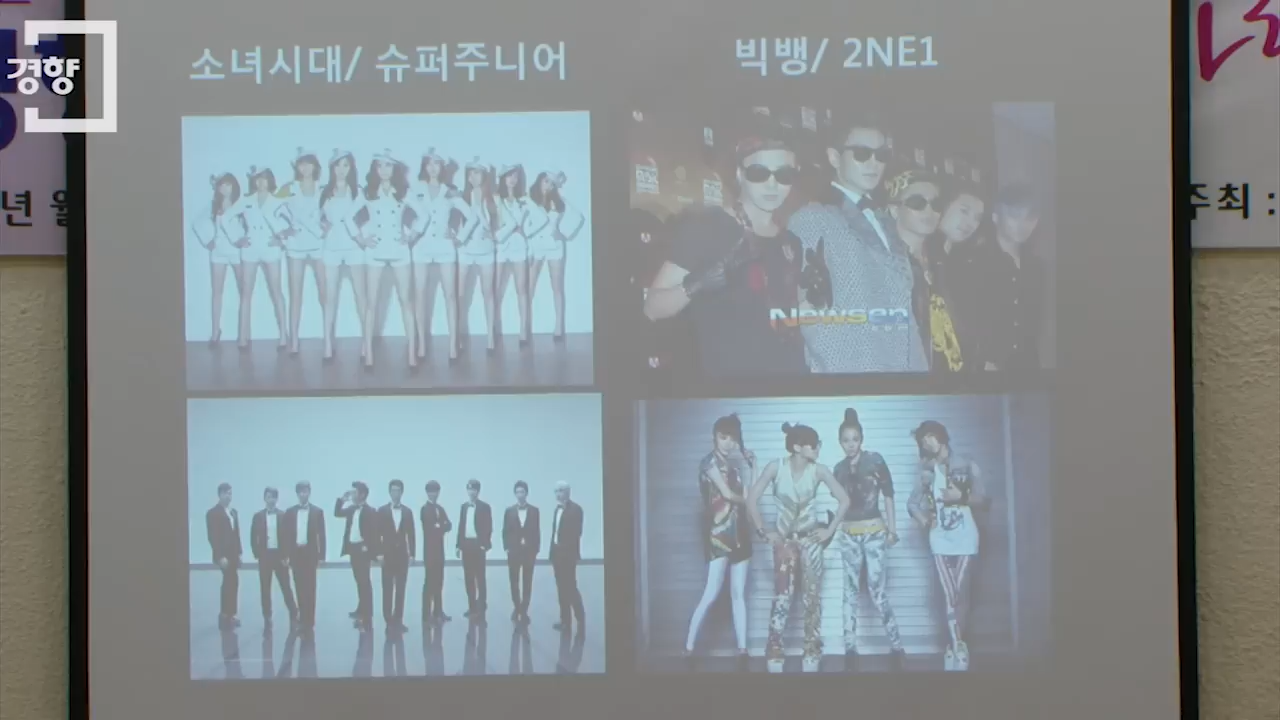 경향
소녀시대/ 슈퍼주니어
빅뱅/ 2NE1
Newsen
년 월
주최 :